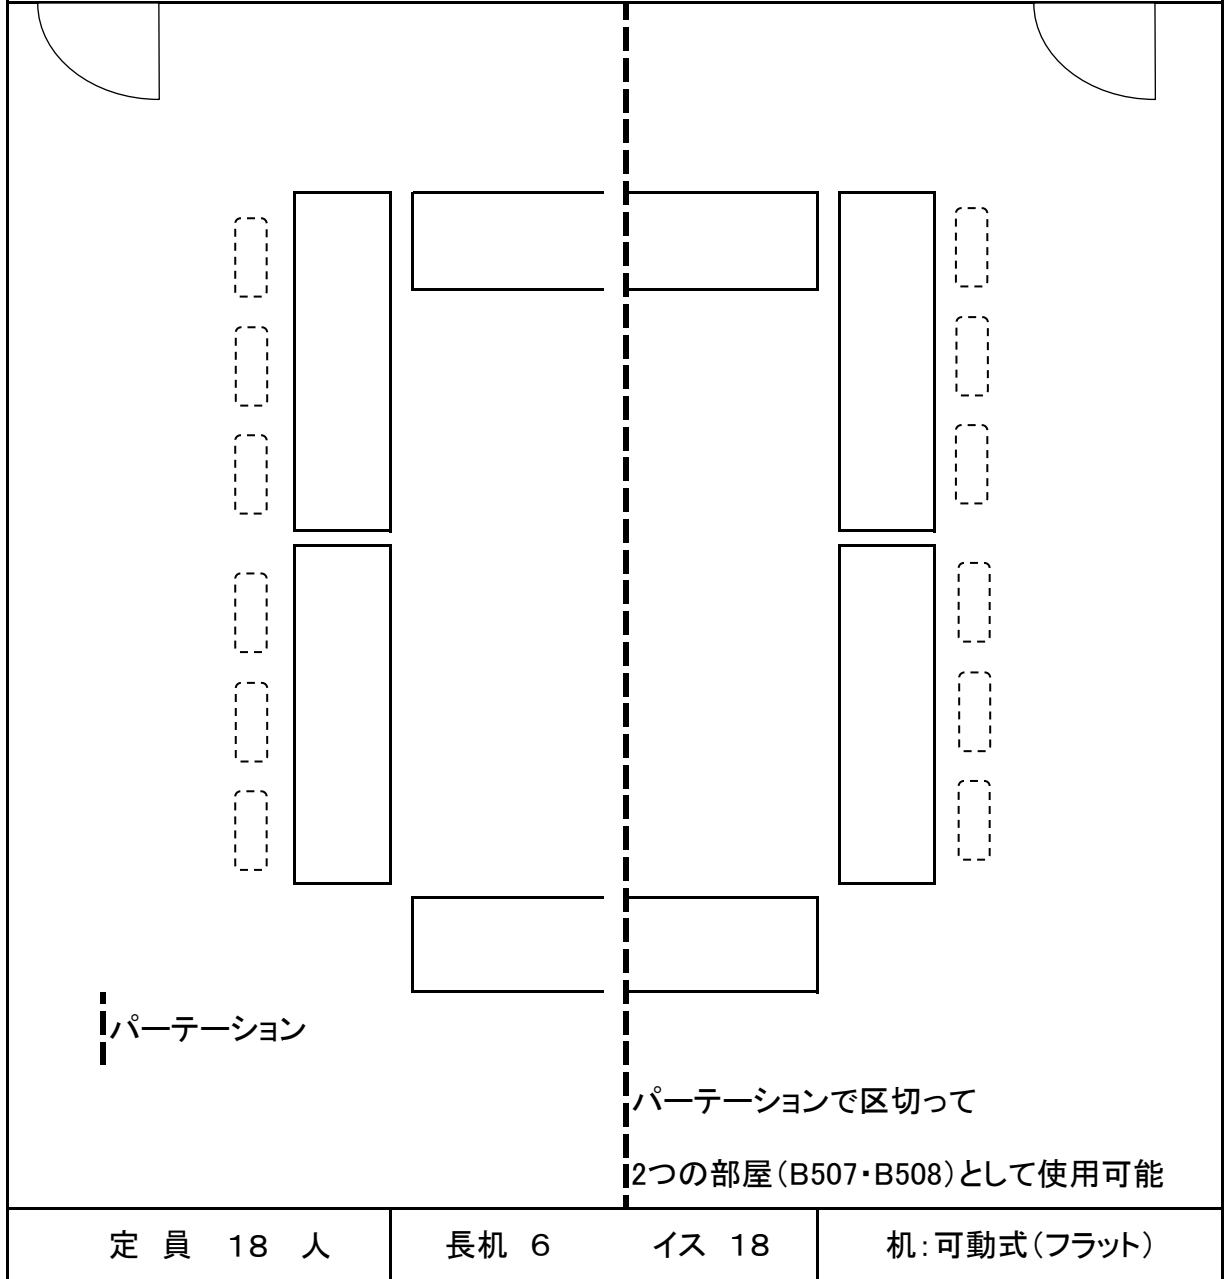 パーテーション
パーテーションで区切って
2つの部屋（B507・B508）として使用可能
定　員　１８　人　長机　６　イス　１８　机：可動式（フラット）